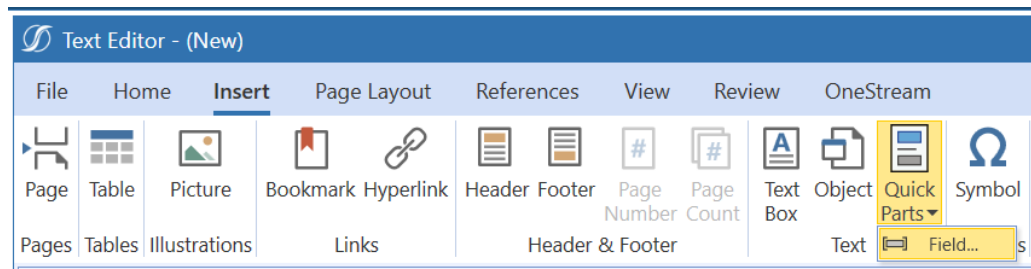 Text Editor - (New)
File Home Insert Page Layout References View Review OneStream
Page Table Picture Bookmark Hyperlink Header Footer Page Number Page Count Text Box Object Quick Parts Symbol
Pages Tables Illustrations Links Header & Footer Text s
Field...